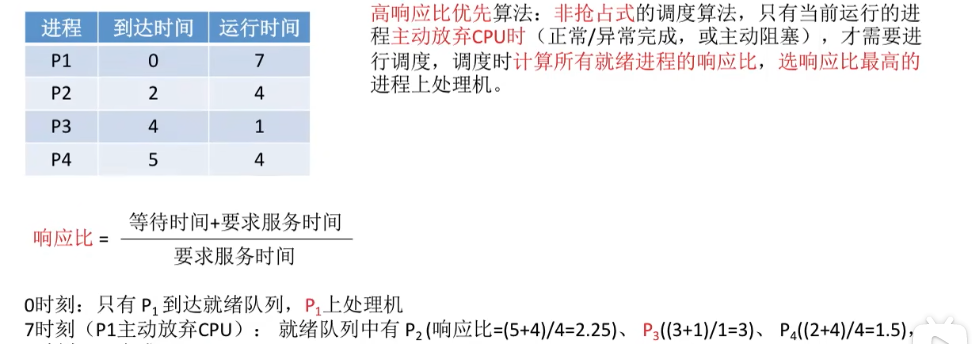 进程 到达时间 运行时间
P1 0 7
P2 2 4
P3 4 1
P4 5 4
高响应比优先算法：非抢占式的调度算法，只有当前运行的进
程主动放弃CPU时（正常/异常完成，或主动阻塞），才需要进
行调度，调度时计算所有就绪进程的响应比，选响应比最高的
进程上处理机。
等待时间+要求服务时间
响应比 =
要求服务时间
0时刻：只有 P1 到达就绪队列，P1上处理机
7时刻（P1主动放弃CPU）： 就绪队列中有 P2 (响应比=(5+4)/4=2.25)、 P3((3+1)/1=3)、 P4((2+4)/4=1.5)，